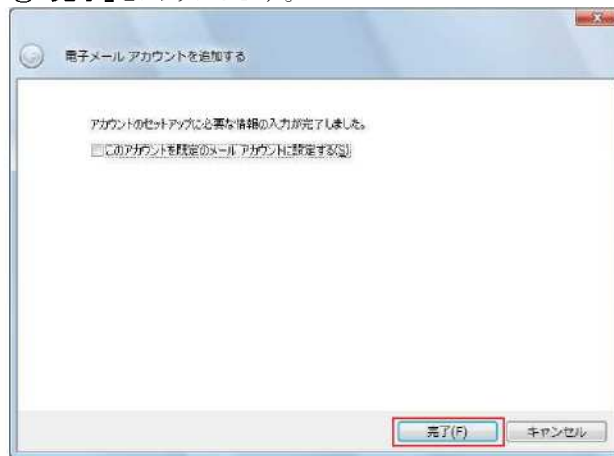 電子メール アカウントを追加する
アカウントのセットアップに必要な情報の入力が完了しました。
このアカウントを既定のメール アカウントに設定する(S)
完了(F)
キャンセル